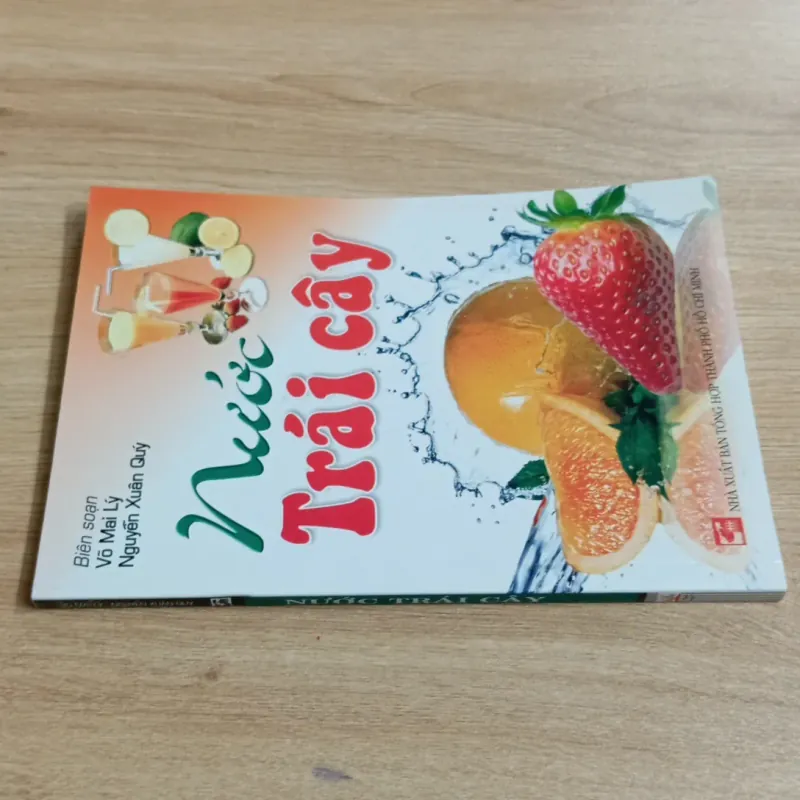 Biên soạn
Võ Mai Lý
Nguyễn Xuân Quý
Nước
Trái cây
NHÀ XUẤT BẢN TỔNG HỢP THÀNH PHỐ HỒ CHÍ MINH
NƯỚC TRÁI CÂY